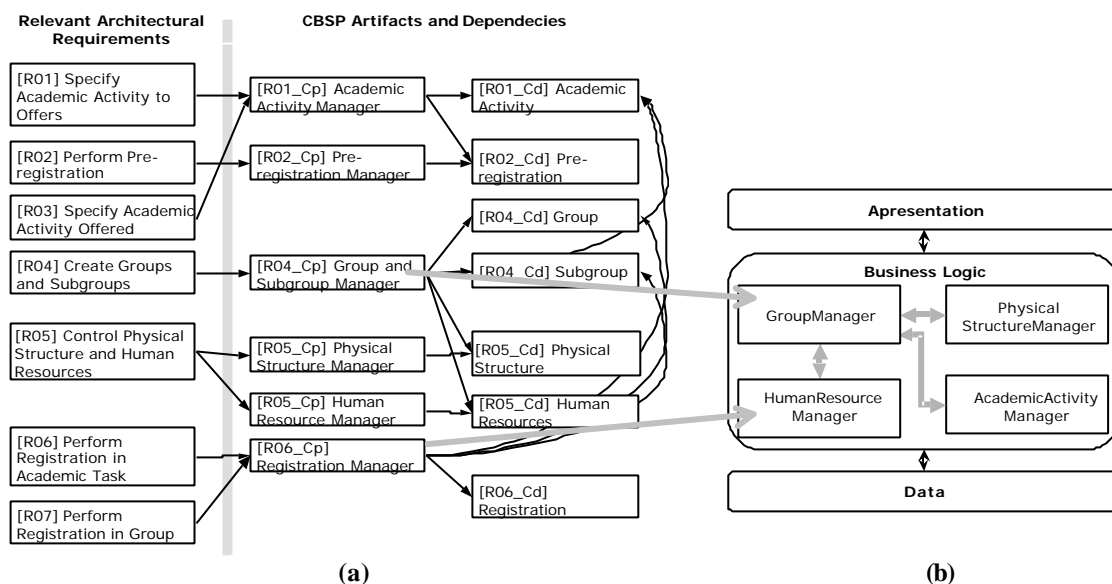 Relevant Architectural
Requirements
CBSP Artifacts and Dependecies
[R01] Specify
Academic Activity to
Offers
[R02] Perform Pre-
registration
[R03] Specify Academic
Activity Offered
[R04] Create Groups
and Subgroups
[R05] Control Physical
Structure and Human
Resources
[R06] Perform
Registration in
Academic Task
[R07] Perform
Registration in Group
[R01_Cp] Academic
Activity Manager
[R02_Cp] Pre-
registration Manager
[R04_Cp] Group and
Subgroup Manager
[R05_Cp] Physical
Structure Manager
[R05_Cp] Human
Resource Manager
[R06_Cp]
Registration Manager
[R01_Cd] Academic
Activity
[R02_Cd] Pre-
registration
[R04_Cd] Group
[R04_Cd] Subgroup
[R05_Cd] Physical
Structure
[R05_Cd] Human
Resources
[R06_Cd]
Registration
(a)
Apresentation
Business Logic
GroupManager
Physical
StructureManager
HumanResource
Manager
AcademicActivity
Manager
Data
(b)